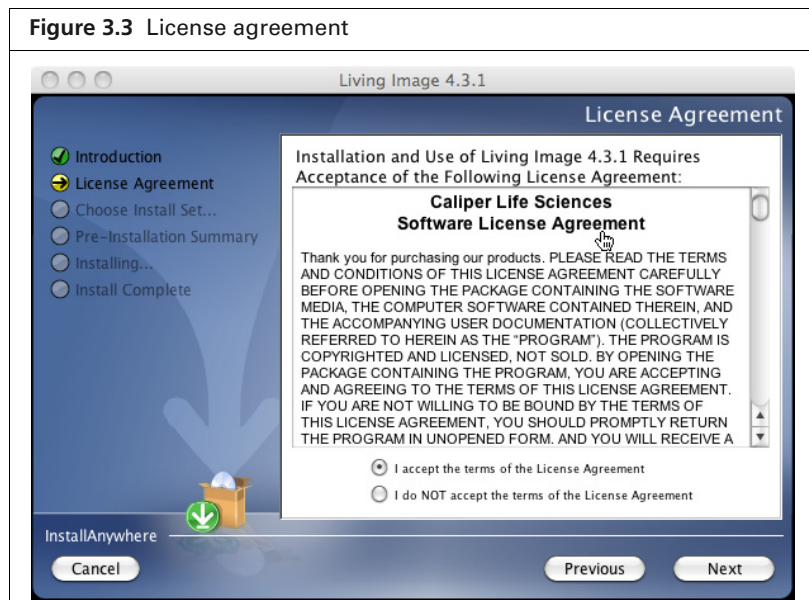 Figure 3.3 License agreement
Living Image 4.3.1
License Agreement
Introduction
License Agreement
Choose Install Set...
Pre-Installation Summary
Installing...
Install Complete
Installation and Use of Living Image 4.3.1 Requires
Acceptance of the Following License Agreement:
Caliper Life Sciences
Software License Agreement
Thank you for purchasing our products. PLEASE READ THE TERMS
AND CONDITIONS OF THIS LICENSE AGREEMENT CAREFULLY
BEFORE OPENING THE PACKAGE CONTAINING THE SOFTWARE
MEDIA, THE COMPUTER SOFTWARE CONTAINED THEREIN, AND
THE ACCOMPANYING USER DOCUMENTATION (COLLECTIVELY
REFERRED TO HEREIN AS THE “PROGRAM”). THE PROGRAM IS
COPYRIGHTED AND LICENSED, NOT SOLD. BY OPENING THE
PACKAGE CONTAINING THE PROGRAM, YOU ARE ACCEPTING
AND AGREEING TO THE TERMS OF THIS LICENSE AGREEMENT.
IF YOU ARE NOT WILLING TO BE BOUND BY THE TERMS OF
THIS LICENSE AGREEMENT, YOU SHOULD PROMPTLY RETURN
THE PROGRAM IN UNOPENED FORM. AND YOU WILL RECEIVE A
I accept the terms of the License Agreement
I do NOT accept the terms of the License Agreement
InstallAnywhere
Cancel
Previous
Next